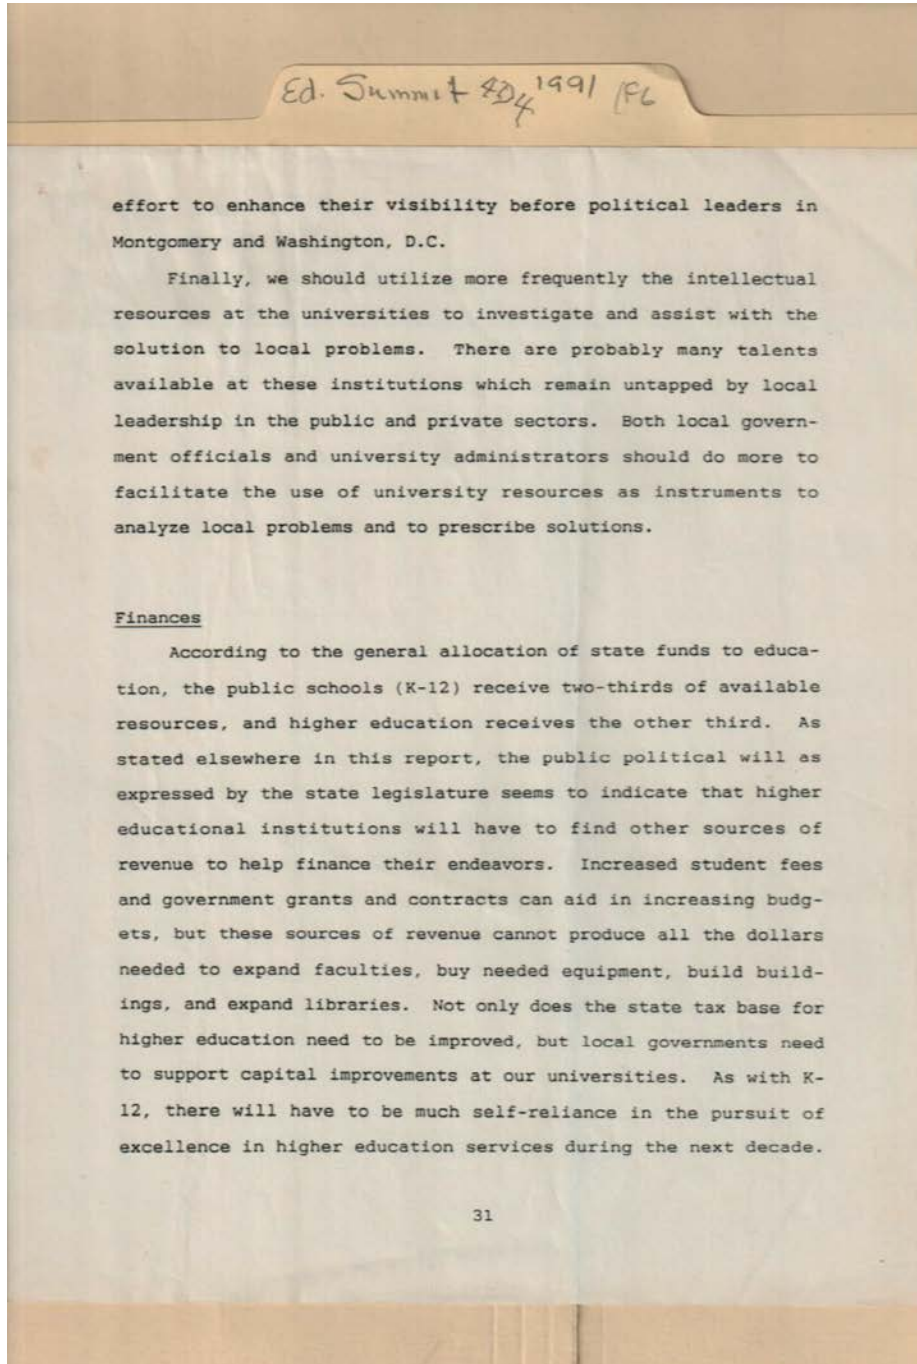 Ed. Summit 1991
effort to enhance their visibility before political leaders in
Montgomery and Washington, D.C.
Finally, we should utilize more frequently the intellectual
resources at the universities to investigate and assist with the
solution to local problems. There are probably many talents
available at these institutions which remain untapped by local
leadership in the public and private sectors. Both local govern-
ment officials and university administrators should do more to
facilitate the use of university resources as instruments to
analyze local problems and to prescribe solutions.
Finances
According to the general allocation of state funds to educa-
tion, the public schools (K-12) receive two-thirds of available
resources, and higher education receives the other third. As
stated elsewhere in this report, the public political will as
expressed by the state legislature seems to indicate that higher
educational institutions will have to find other sources of
revenue to help finance their endeavors. Increased student fees
and government grants and contracts can aid in increasing budg-
ets, but these sources of revenue cannot produce all the dollars
needed to expand faculties, buy needed equipment, build build-
ings, and expand libraries. Not only does the state tax base for
higher education need to be improved, but local governments need
to support capital improvements at our universities. As with K-
12, there will have to be much self-reliance in the pursuit of
excellence in higher education services during the next decade.
31